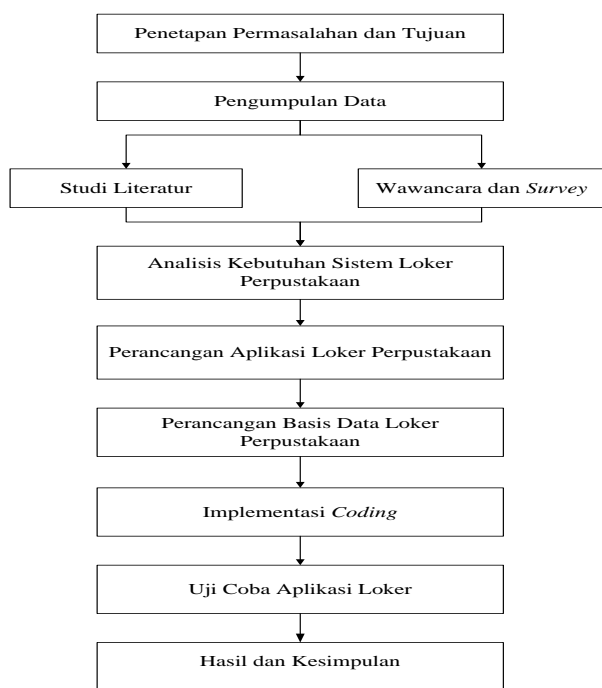 Penetapan Permasalahan dan Tujuan
Pengumpulan Data
Studi Literatur
Wawancara dan Survey
Analisis Kebutuhan Sistem Loker
Perpustakaan
Perancangan Aplikasi Loker Perpustakaan
Perancangan Basis Data Loker
Perpustakaan
Implementasi Coding
Uji Coba Aplikasi Loker
Hasil dan Kesimpulan